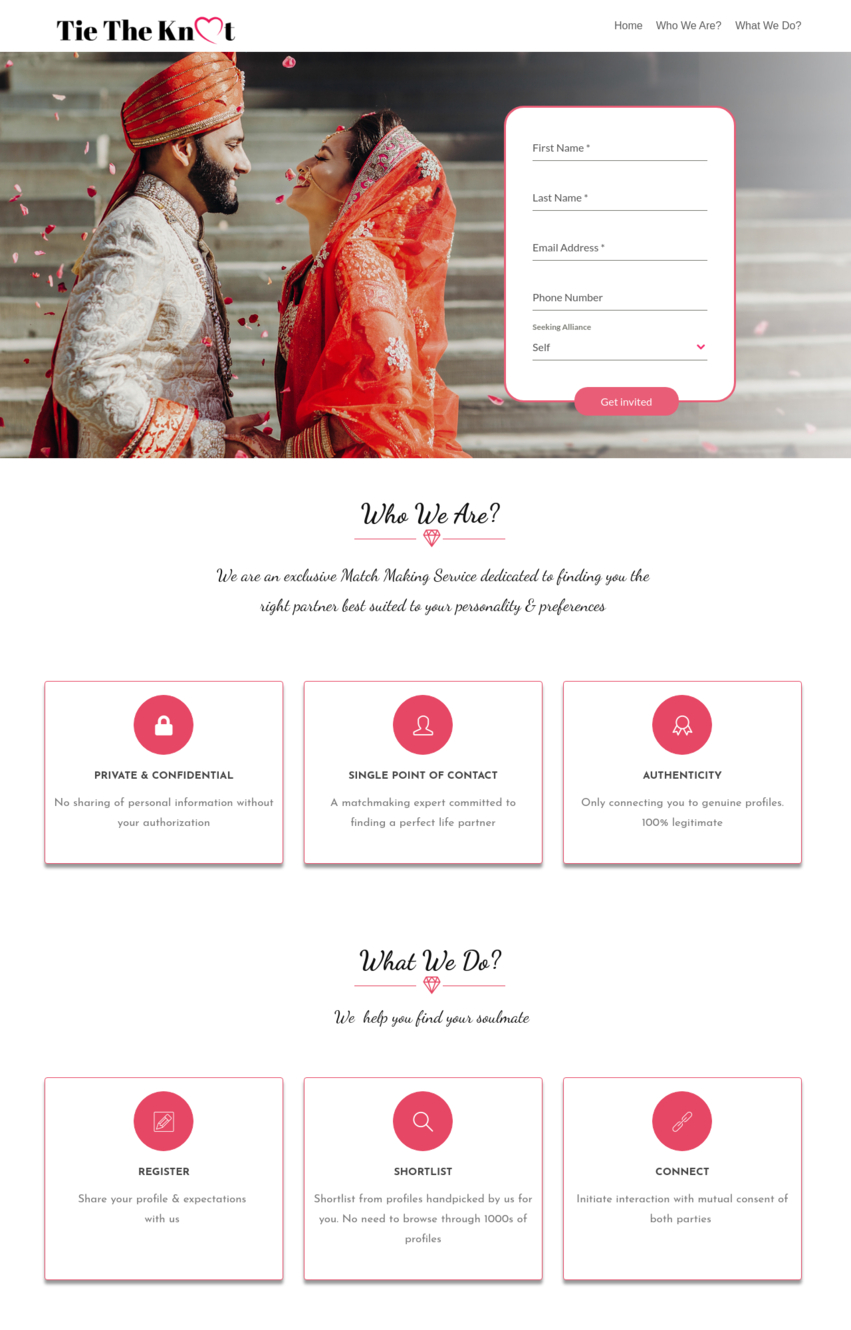 Tie The Knot
Home Who We Are? What We Do?
First Name *
Last Name *
Email Address *
Phone Number
Seeking Alliance
Self
Get invited
Who We Are?
We are an exclusive Match Making Service dedicated to finding you the
right partner best suited to your personality & preferences
PRIVATE & CONFIDENTIAL
No sharing of personal information without
your authorization
SINGLE POINT OF CONTACT
A matchmaking expert committed to
finding a perfect life partner
AUTHENTICITY
Only connecting you to genuine profiles.
100% legitimate
What We Do?
We help you find your soulmate
REGISTER
Share your profile & expectations
with us
SHORTLIST
Shortlist from profiles handpicked by us for
you. No need to browse through 1000s of
profiles
CONNECT
Initiate interaction with mutual consent of
both parties